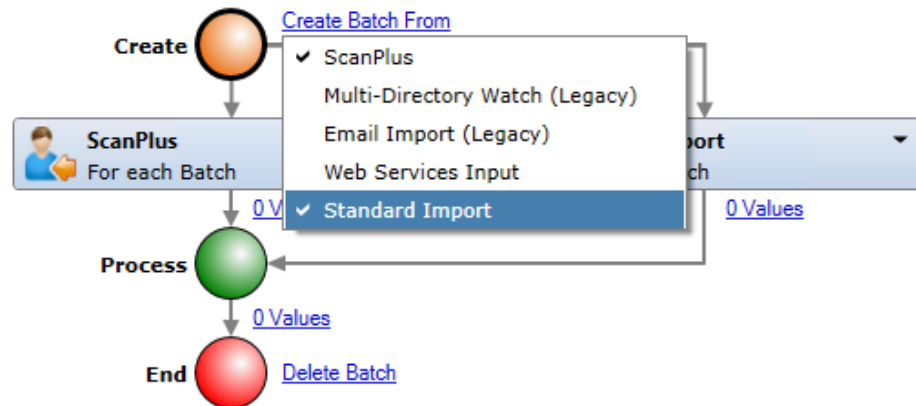 Create Batch From
Create
ScanPlus
Multi-Directory Watch (Legacy)
Email Import (Legacy)
Web Services Input
Standard Import
ScanPlus
For each Batch
0 Values
0 Values
Process
0 Values
End
Delete Batch